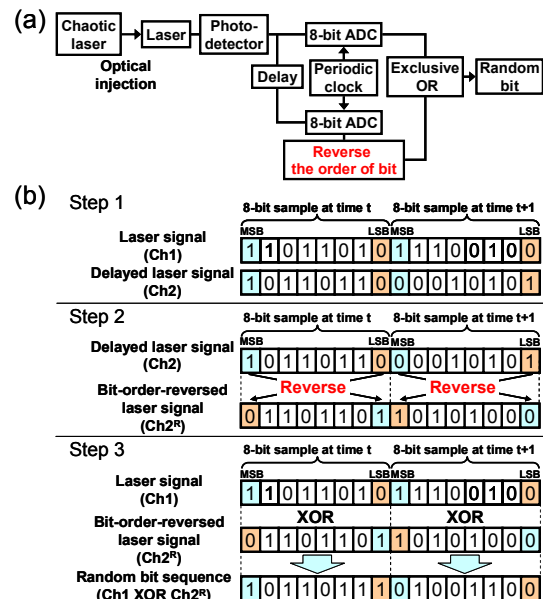 (a)
Chaotic
laser
Laser
Photo-
detector
8-bit ADC
Optical
injection
Delay
Periodic
clock
Exclusive
OR
Random
bit
8-bit ADC
Reverse
the order of bit
(b)
Step 1
8-bit sample at time t 8-bit sample at time t+1
MSB LSB MSB LSB
Laser signal
(Ch1)
1 1 0 1 1 0 1 0 1 1 1 0 0 1 0 0
Delayed laser signal
(Ch2)
1 0 1 1 0 1 1 0 0 0 0 1 0 1 0 1
Step 2
8-bit sample at time t 8-bit sample at time t+1
MSB LSB MSB LSB
Delayed laser signal
(Ch2)
1 0 1 1 0 1 1 0 0 0 0 1 0 1 0 1
Reverse Reverse
Bit-order-reversed
laser signal
(Ch2ᴿ)
0 1 1 0 1 1 0 1 1 0 1 0 1 0 0 0
Step 3
8-bit sample at time t 8-bit sample at time t+1
MSB LSB MSB LSB
Laser signal
(Ch1)
1 1 0 1 1 0 1 0 1 1 1 0 0 1 0 0
XOR XOR
Bit-order-reversed
laser signal
(Ch2ᴿ)
0 1 1 0 1 1 0 1 1 0 1 0 1 0 0 0
Random bit sequence
(Ch1 XOR Ch2ᴿ)
1 0 1 1 0 1 1 1 0 1 0 0 1 1 0 0